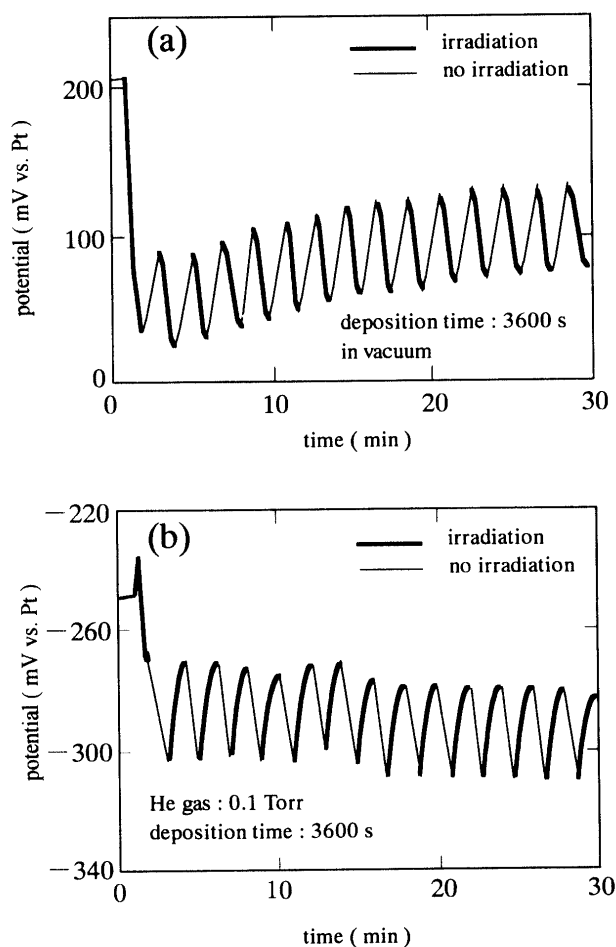 (a)
irradiation
no irradiation
200
100
0
potential ( mV vs. Pt )
deposition time : 3600 s
in vacuum
0
10
20
30
time ( min )
(b)
irradiation
no irradiation
—220
—260
—300
—340
potential ( mV vs. Pt )
He gas : 0.1 Torr
deposition time : 3600 s
0
10
20
30
time ( min )